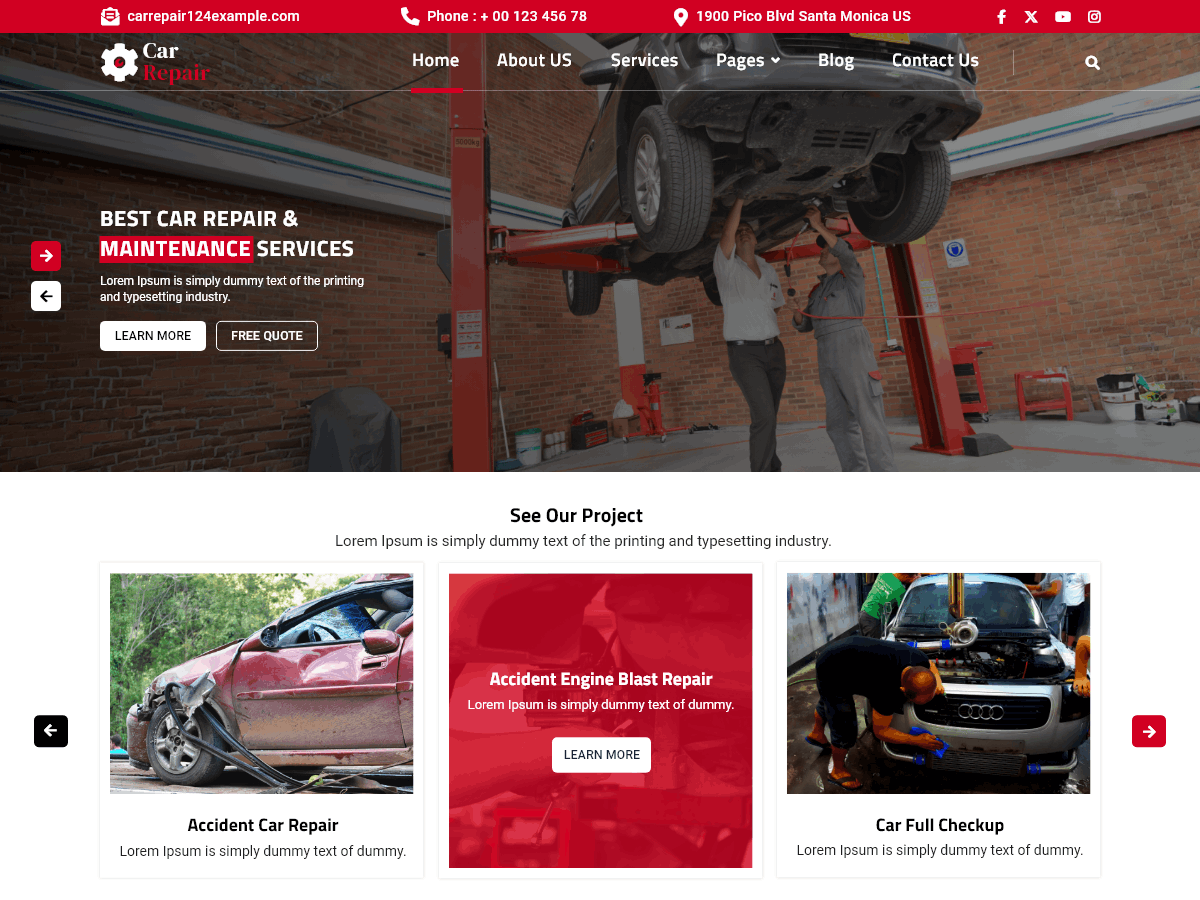 carrepair124example.com
Phone : + 00 123 456 78
1900 Pico Blvd Santa Monica US
Car
Repair
Home
About US
Services
Pages
Blog
Contact Us
BEST CAR REPAIR &
MAINTENANCE SERVICES
Lorem Ipsum is simply dummy text of the printing
and typesetting industry.
LEARN MORE
FREE QUOTE
See Our Project
Lorem Ipsum is simply dummy text of the printing and typesetting industry.
Accident Car Repair
Lorem Ipsum is simply dummy text of dummy.
Accident Engine Blast Repair
Lorem Ipsum is simply dummy text of dummy.
LEARN MORE
Car Full Checkup
Lorem Ipsum is simply dummy text of dummy.